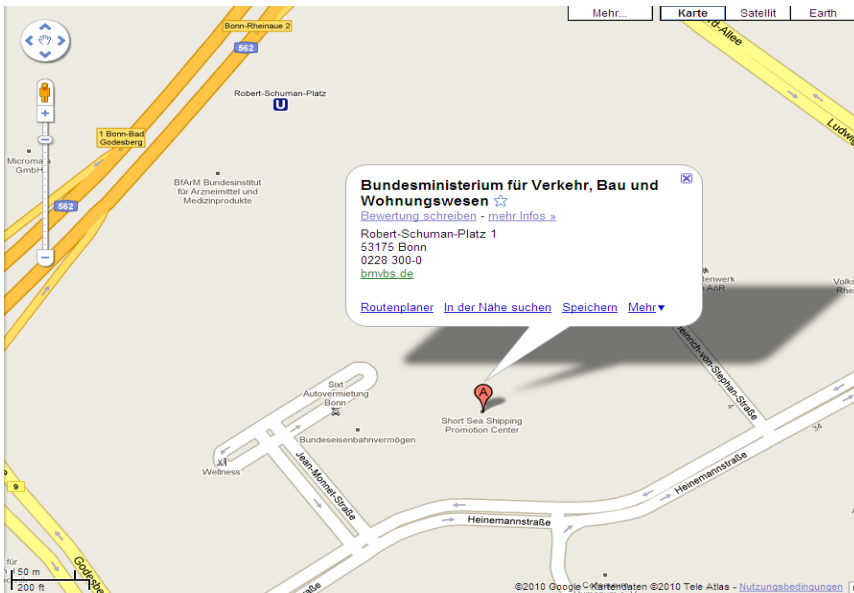 Mehr...
Karte
Satellit
Earth
Bonn-Rheinaue 2
562
Robert-Schuman-Platz
U
1 Bonn-Bad
Godesberg
BfArM Bundesinstitut
für Arzneimittel und
Medizinprodukte
562
GmbH
Bundesministerium für Verkehr, Bau und
Wohnungswesen
Bewertung schreiben - mehr Infos »
Robert-Schuman-Platz 1
53175 Bonn
0228 300-0
bmvbs.de
Routenplaner In der Nähe suchen Speichern Mehr
A
Short Sea Shipping
Promotion Center
Sixt
Autovermietung
Bonn
Bundeseisenbahnvermögen
Wellness
Jean-Monnet-Straße
Heinrich-von-Stephan-Straße
4
34
Heinemannstraße
Heinemannstraße
9
für
50 m
200 ft
©2010 Google - Kartendaten ©2010 Tele Atlas - Nutzungsbedingungen